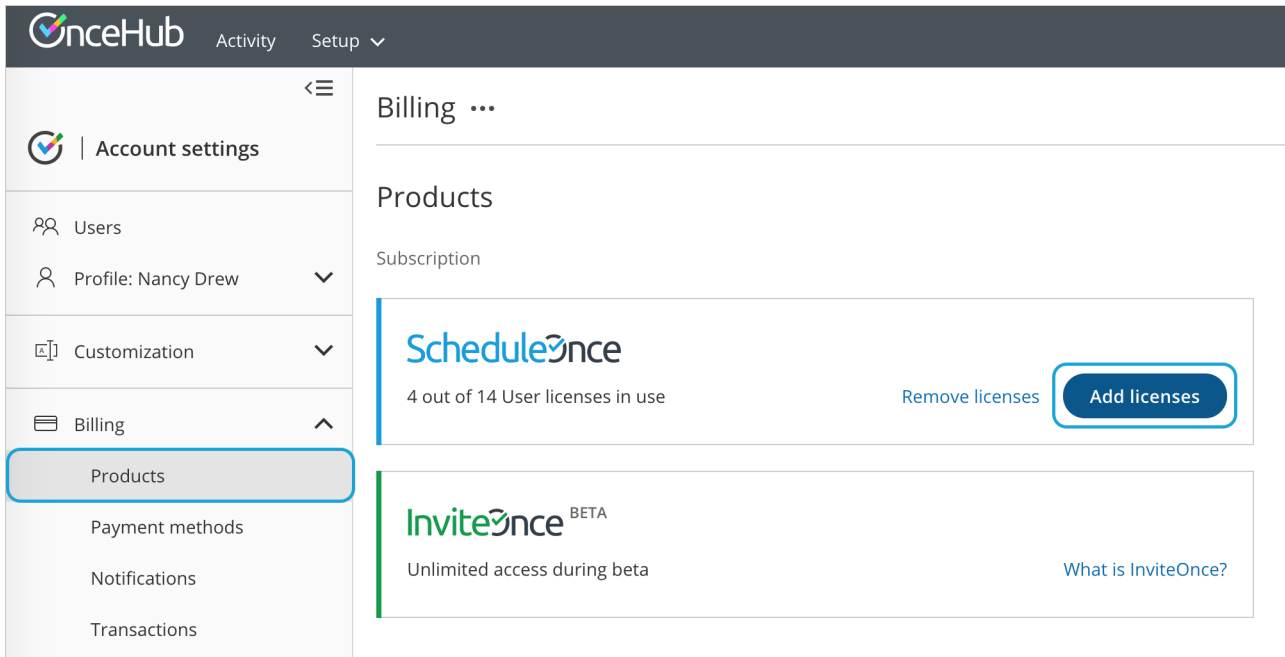 OnceHub Activity Setup
Billing •••
Account settings
Products
Users
Subscription
Profile: Nancy Drew
ScheduleOnce
Customization
4 out of 14 User licenses in use Remove licenses Add licenses
Billing
Products
InviteOnce BETA
Payment methods
Unlimited access during beta What is InviteOnce?
Notifications
Transactions